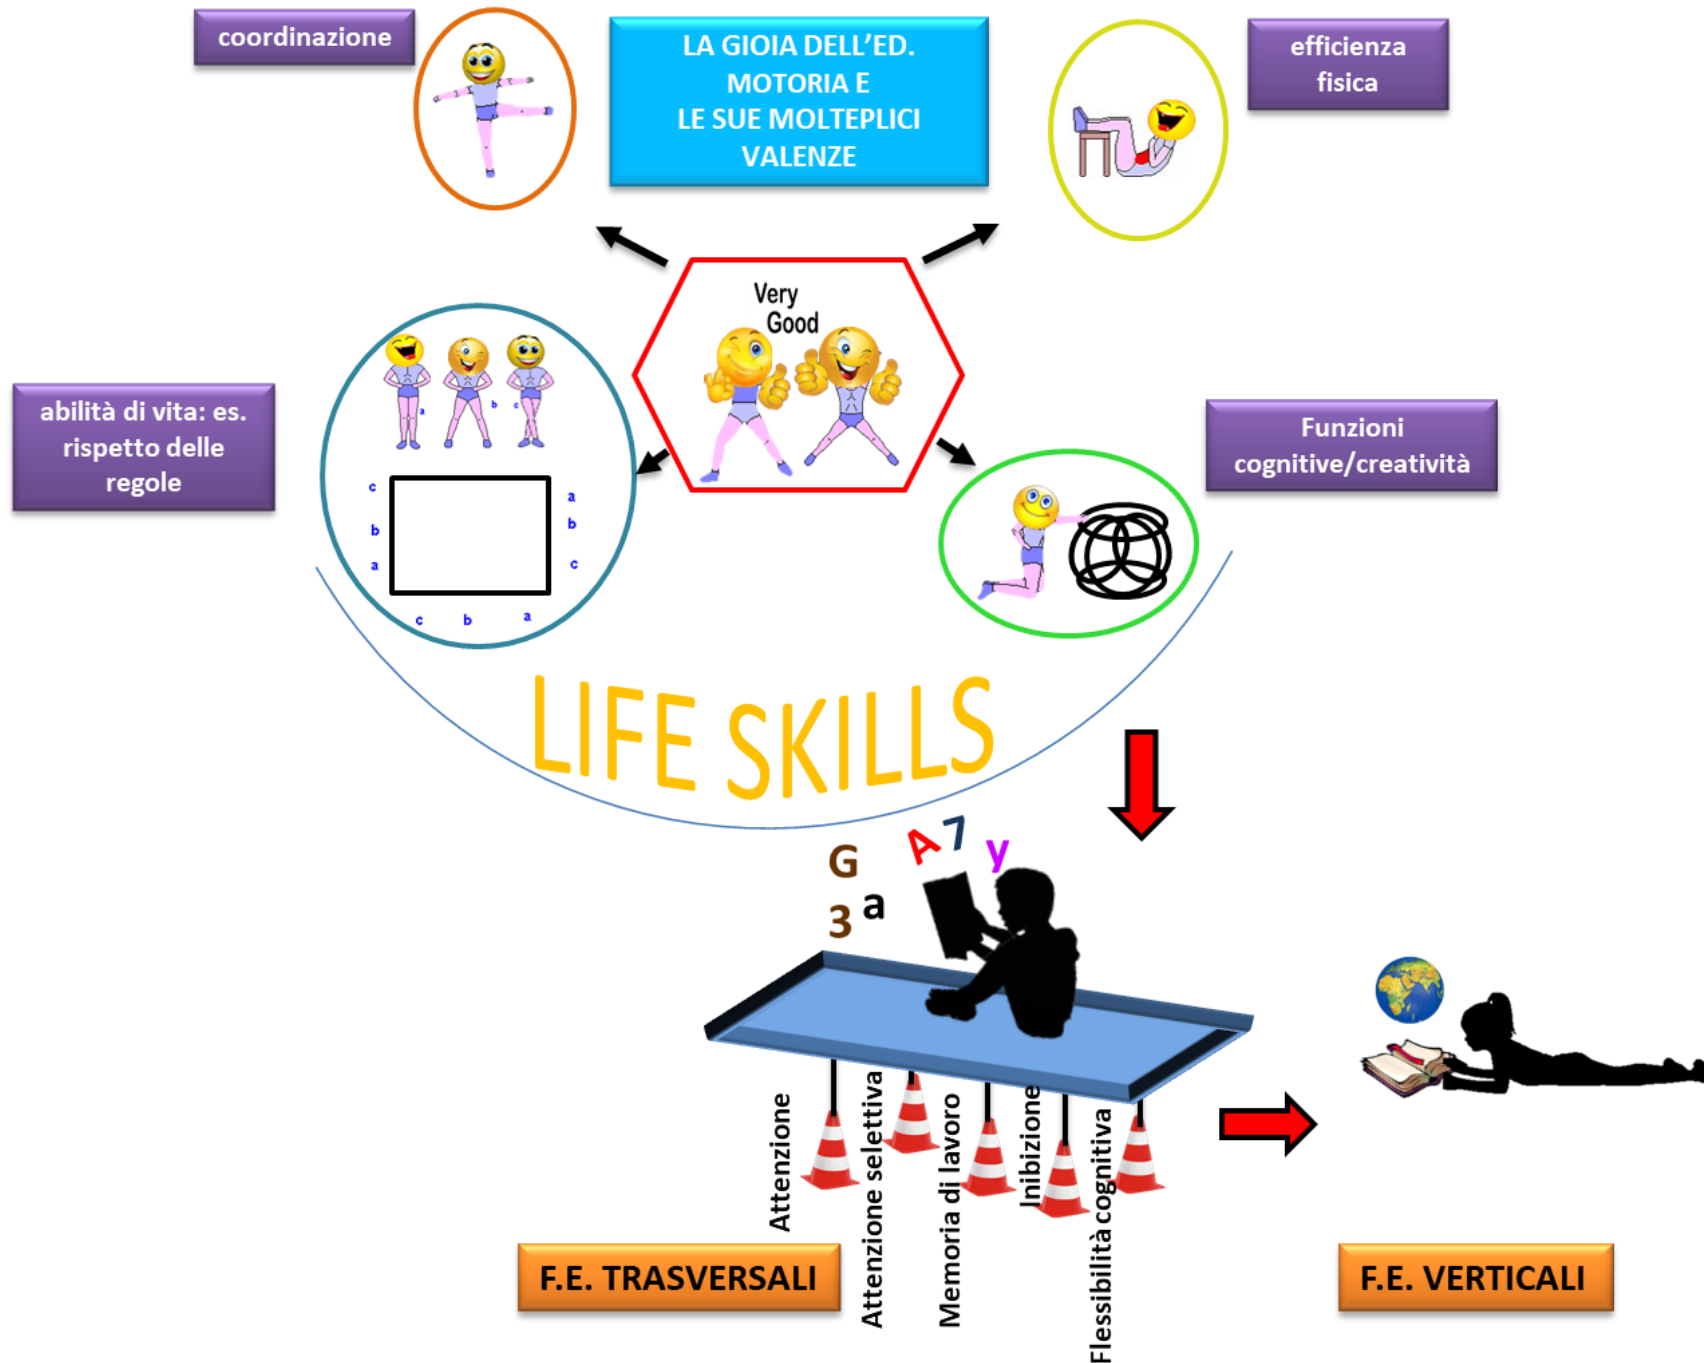 coordinazione
LA GIOIA DELL'ED.
MOTORIA E
LE SUE MOLTEPLICI
VALENZE
efficienza
fisica
Very
Good
abilità di vita: es.
rispetto delle
regole
a
b
c
c
b
a
a
b
c
c
b
a
Funzioni
cognitive/creatività
LIFE SKILLS
G
A
7
y
3
a
Attenzione
Attenzione selettiva
Memoria di lavoro
Inibizione
Flessibilità cognitiva
F.E. TRASVERSALI
F.E. VERTICALI